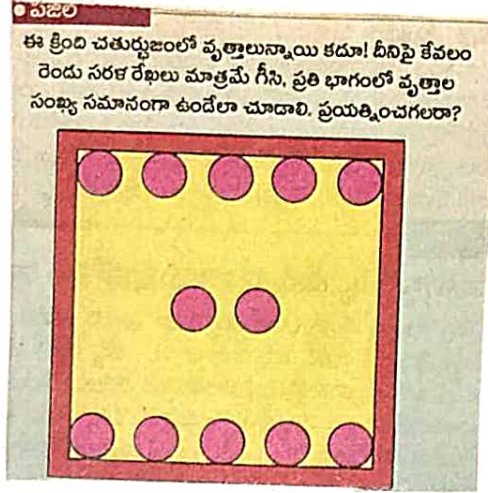 • పజిల్
ఈ క్రింది చతుర్భుజంలో వృత్తాలున్నాయి కదూ! దీనిపై కేవలం
రెండు సరళ రేఖలు మాత్రమే గీసి, ప్రతి భాగంలో వృత్తాల
సంఖ్య సమానంగా ఉండేలా చూడాలి. ప్రయత్నించగలరా?